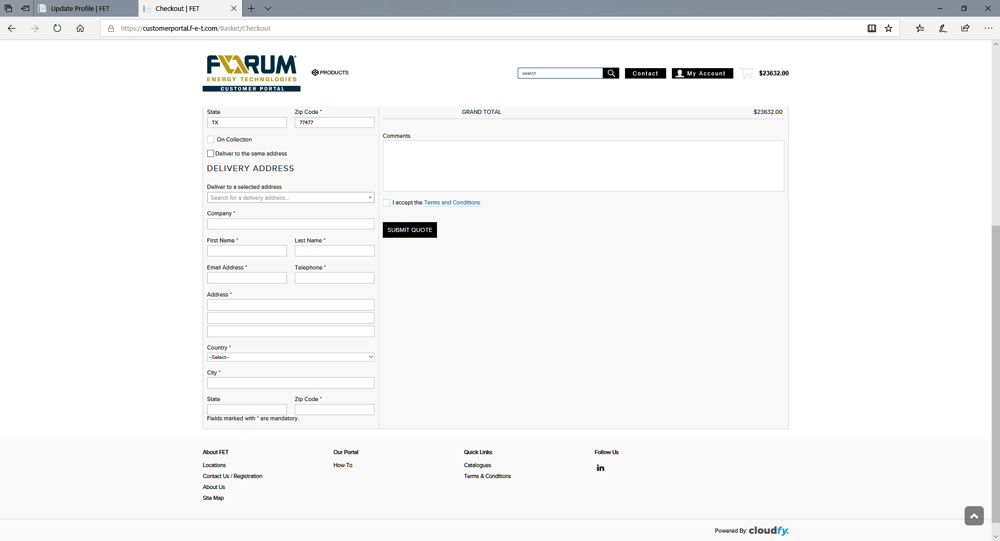 Update Profile | FET
Checkout | FET
https://customerportal.f-e-t.com/Basket/Checkout
FORUM
ENERGY TECHNOLOGIES
CUSTOMER PORTAL
PRODUCTS
search
Contact
My Account
$23632.00
State
Zip Code *
TX
77477
On Collection
Deliver to the same address
DELIVERY ADDRESS
Deliver to a selected address
Search for a delivery address...
Company *
First Name *
Last Name *
Email Address *
Telephone *
Address *
Country *
--Select--
City *
State
Zip Code *
Fields marked with * are mandatory.
GRAND TOTAL
$23632.00
Comments
I accept the Terms and Conditions
SUBMIT QUOTE
About FET
Locations
Contact Us / Registration
About Us
Site Map
Our Portal
How-To
Quick Links
Catalogues
Terms & Conditions
Follow Us
in
Powered By: cloudfy.